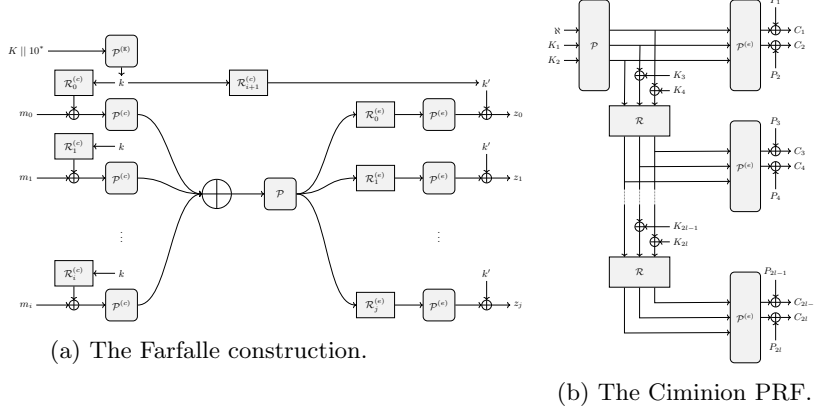 K || 10*
𝒫^(K)
ℛ_0^(c)
k
ℛ_{i+1}^(c)
k'
m_0
𝒫^(c)
ℛ_0^(e)
𝒫^(e)
z_0
ℛ_1^(c)
k
k'
m_1
𝒫^(c)
𝒫
ℛ_1^(e)
𝒫^(e)
z_1
⋮
⋮
ℛ_i^(c)
k
k'
m_i
𝒫^(c)
ℛ_j^(e)
𝒫^(e)
z_j
(a) The Farfalle construction.
P_1
ℵ
C_1
K_1
𝒫
𝒫^(e)
C_2
K_2
P_2
K_3
K_4
ℛ
P_3
C_3
𝒫^(e)
C_4
P_4
K_{2l−1}
K_{2l}
ℛ
P_{2l−1}
C_{2l−
𝒫^(e)
C_{2l}
P_{2l}
(b) The Ciminion PRF.